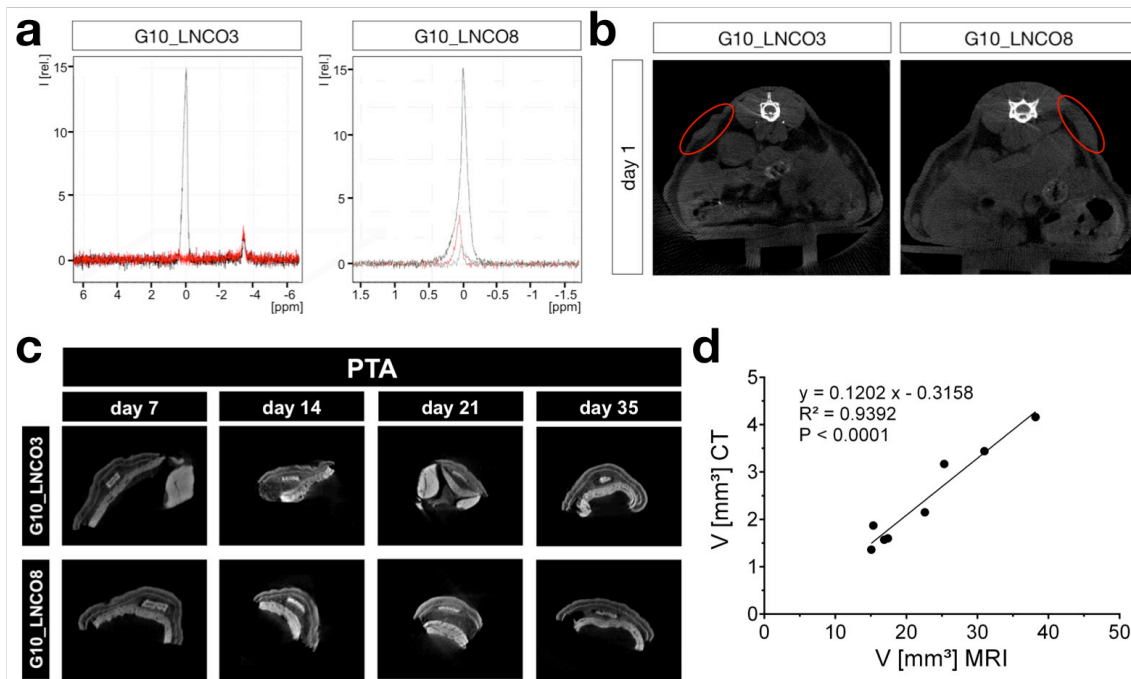 a
G10_LNCO3
G10_LNCO8
I [rel.]
15
10
5
0
6 4 2 0 -2 -4 -6
[ppm]
I [rel.]
15
10
5
0
1.5 1 0.5 0 -0.5 -1 -1.5
[ppm]
b
G10_LNCO3
G10_LNCO8
day 1
c
PTA
day 7
day 14
day 21
day 35
G10_LNCO3
G10_LNCO8
d
y = 0.1202 x - 0.3158
R² = 0.9392
P < 0.0001
V [mm³] CT
5
4
3
2
1
0
0 10 20 30 40 50
V [mm³] MRI